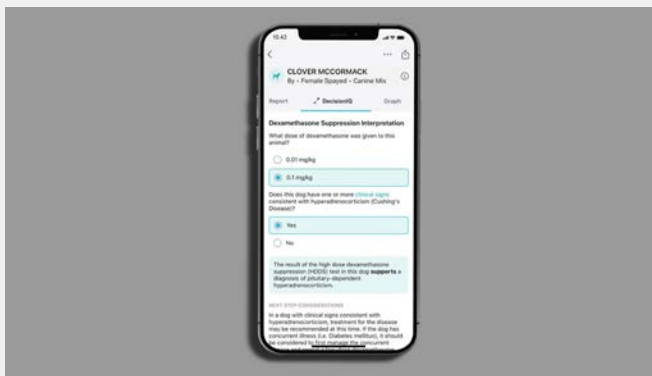 10:42
CLOVER MCCORMACK
By • Female Spayed • Canine Mix
Report DecisionIQ Graph
Dexamethasone Suppression Interpretation
What dose of dexamethasone was given to this
animal?
0.01 mg/kg
0.1 mg/kg
Does this dog have one or more clinical signs
consistent with hyperadrenocorticism (Cushing's
Disease)?
Yes
No
The result of the high dose dexamethasone
suppression (HDDS) test in this dog supports a
diagnosis of pituitary-dependent
hyperadrenocorticism.
NEXT STEP CONSIDERATIONS
In a dog with clinical signs consistent with
hyperadrenocorticism, treatment for the disease
may be recommended at this time. If the dog has
concurrent illness (i.e. Diabetes mellitus), it should
be considered to first manage the concurrent